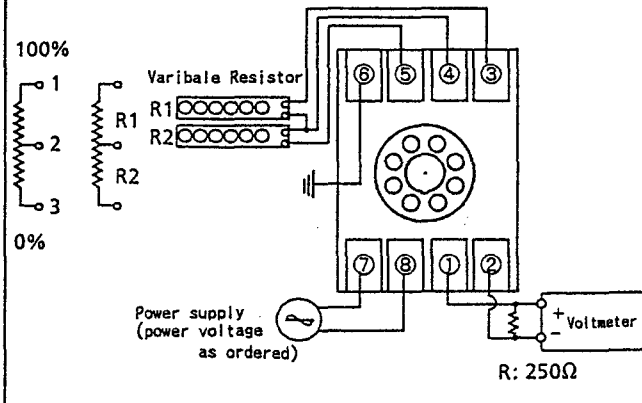 100%
1
2
3
0%
R1
R2
Varibale Resistor
R1
R2
⑥ ⑤ ④ ③
⑦ ⑧ ① ②
Power supply
(power voltage
as ordered)
+
- Voltmeter
R: 250Ω